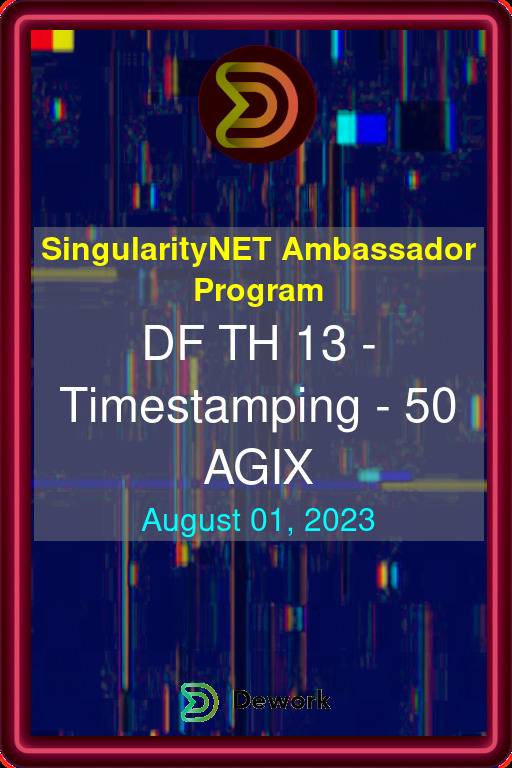 SingularityNET Ambassador
Program
DF TH 13 -
Timestamping - 50
AGIX
August 01, 2023
Dework